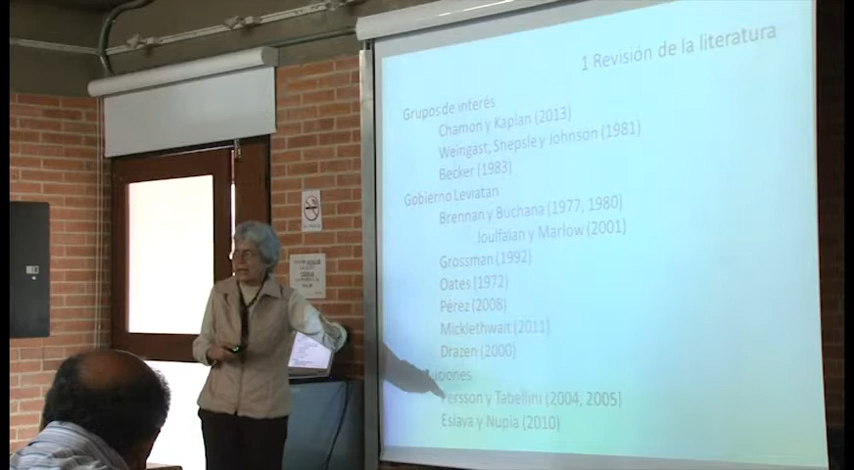 1 Revisión de la literatura
Grupos de interés
Chamon y Kaplan (2013)
Weingast, Shepsle y Johnson (1981)
Becker (1983)
Gobierno Leviatan
Brennan y Buchana (1977, 1980)
Joulfaian y Marlow (2001)
Grossman (1992)
Oates (1972)
Pérez (2008)
Micklethwait (2011)
Drazen (2000)
uciones
Persson y Tabellini (2004, 2005)
Eslava y Nupia (2010)